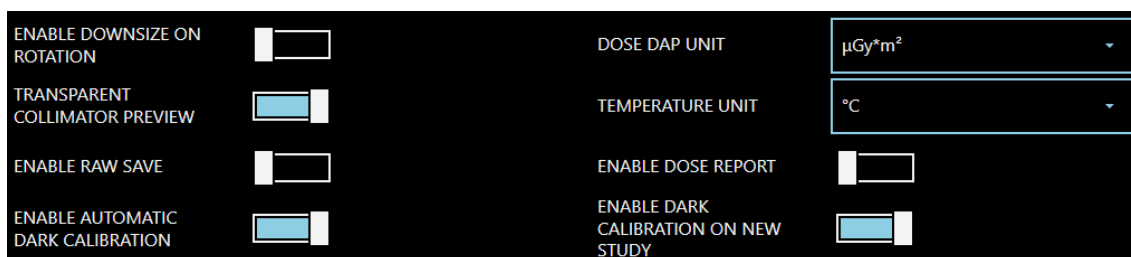 ENABLE DOWNSIZE ON
ROTATION
DOSE DAP UNIT
µGy*m²
TRANSPARENT
COLLIMATOR PREVIEW
TEMPERATURE UNIT
°C
ENABLE RAW SAVE
ENABLE DOSE REPORT
ENABLE AUTOMATIC
DARK CALIBRATION
ENABLE DARK
CALIBRATION ON NEW
STUDY